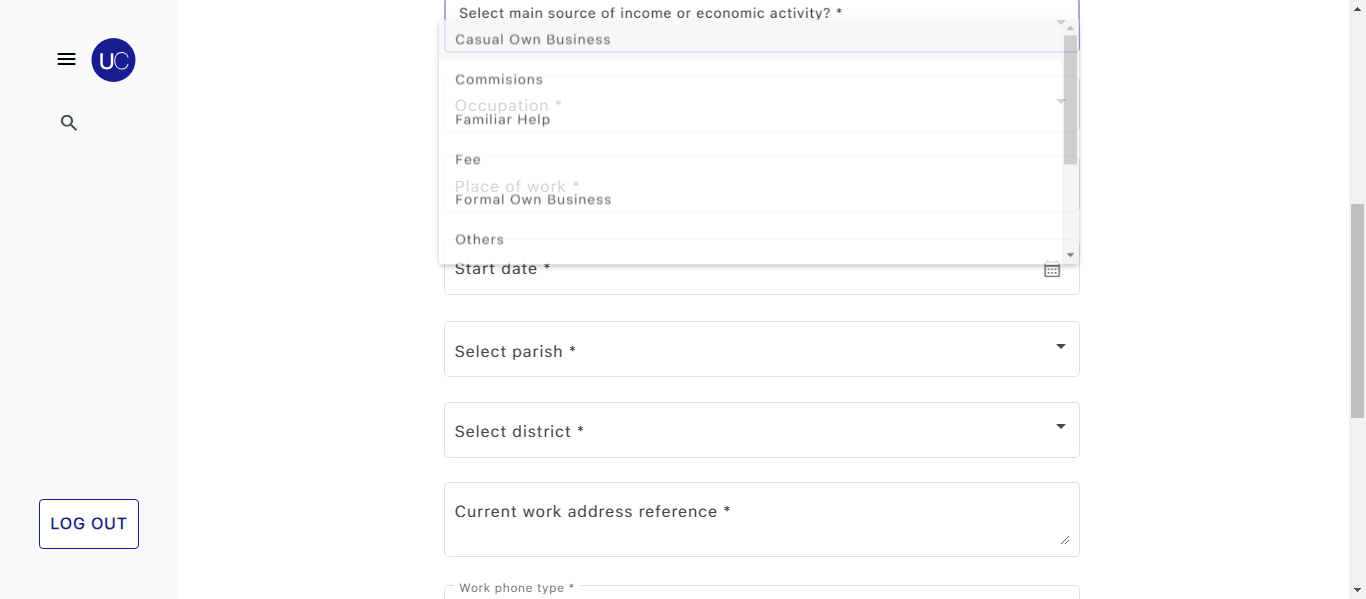 Select main source of income or economic activity? *
Casual Own Business
UC
Commisions
Occupation *
Familiar Help
Fee
Place of work *
Formal Own Business
Others
Start date *
Select parish *
Select district *
Current work address reference *
LOG OUT
Work phone type *